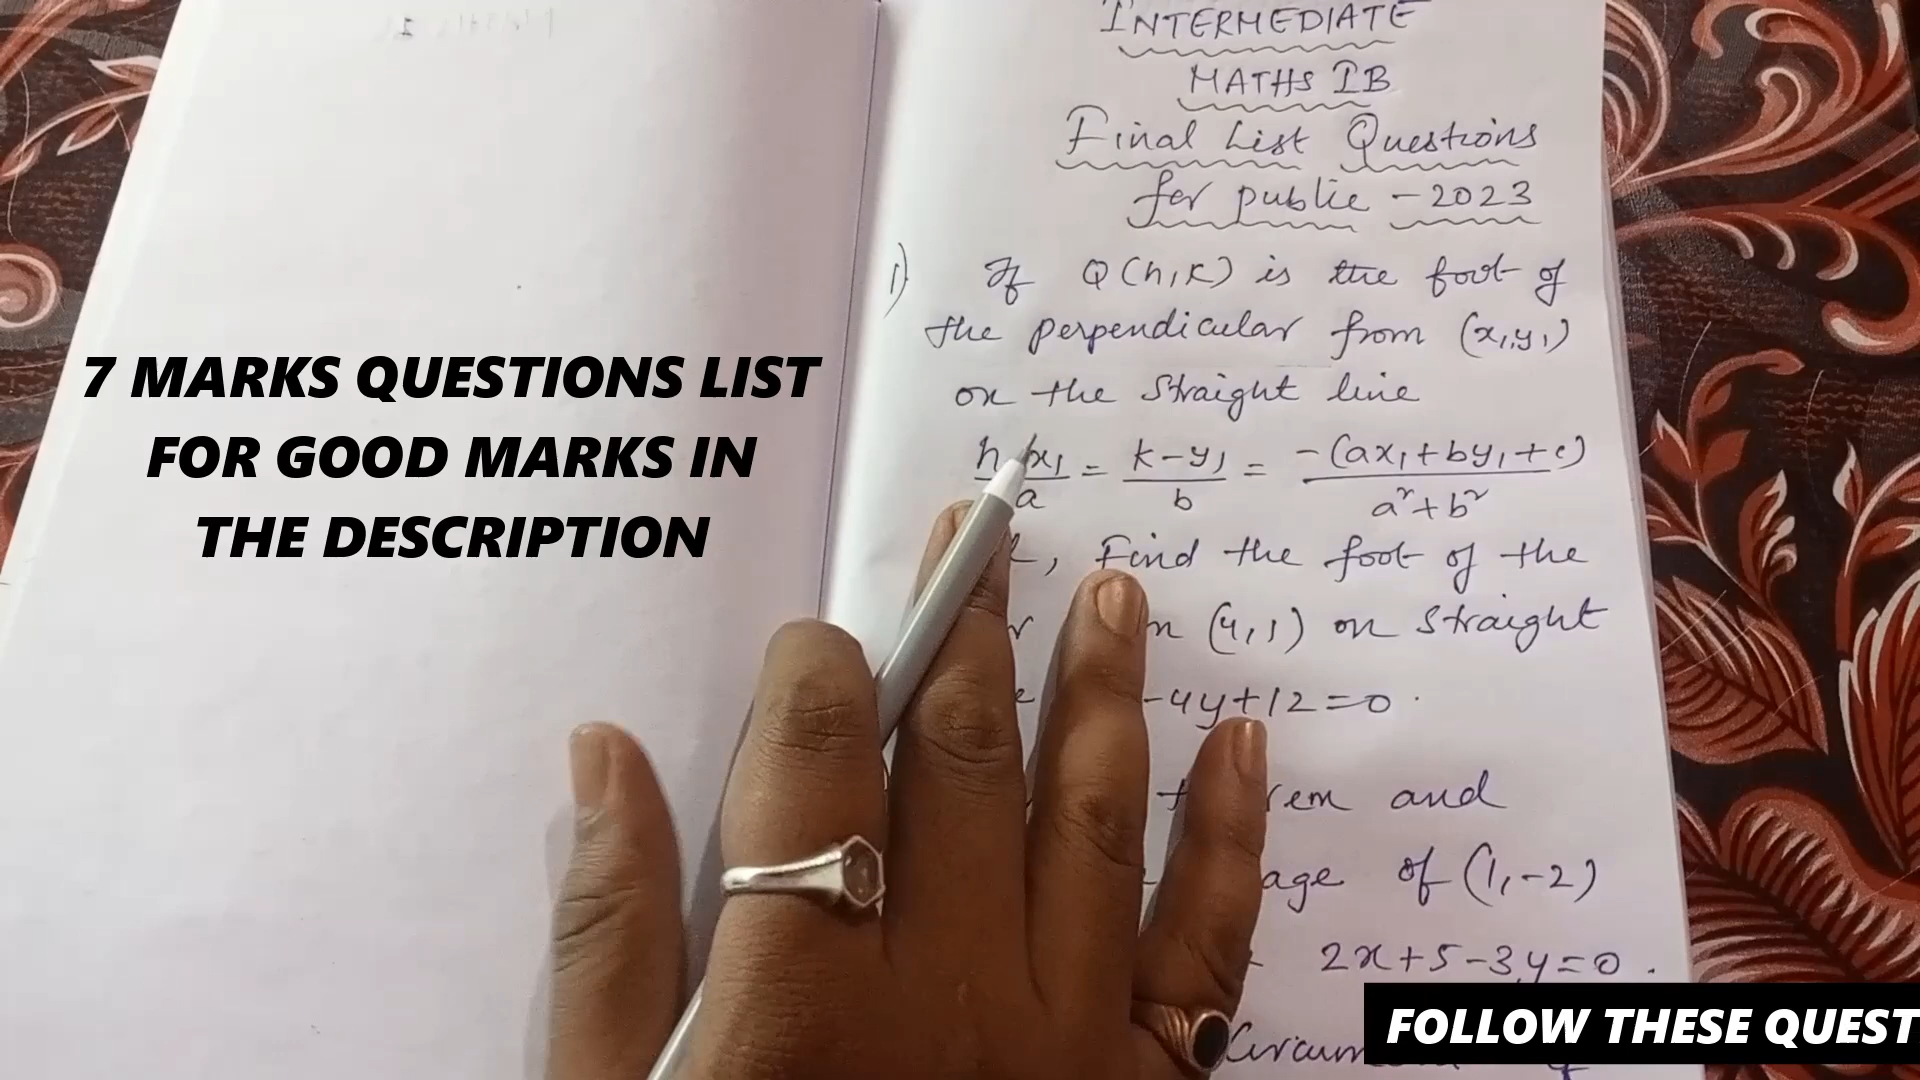 INTERMEDIATE
MATHS IB
Final List Questions
for public - 2023
1) If Q(h,k) is the foot of
the perpendicular from (x₁,y₁)
on the straight line
h x₁/a = k-y₁/b = -(ax₁+by₁+c)/a²+b²
, Find the foot of the
(4,1) on straight
-4y+12=0.
and
of (1,-2)
2x+5-3y=0.
7 MARKS QUESTIONS LIST
FOR GOOD MARKS IN
THE DESCRIPTION
FOLLOW THESE QUEST